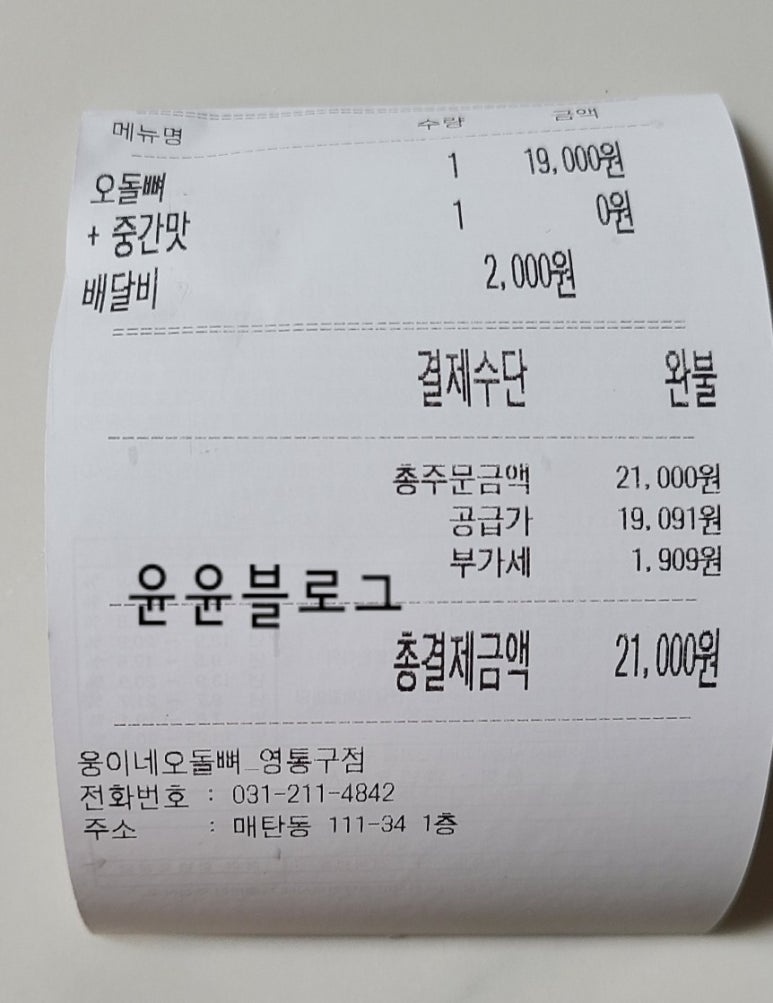 메뉴명 수량 금액
오돌뼈 1 19,000원
+ 중간맛 1 0원
배달비 2,000원
결제수단 완불
총주문금액 21,000원
공급가 19,091원
부가세 1,909원
윤윤블로그
총결제금액 21,000원
웅이네오돌뼈_영통구점
전화번호 : 031-211-4842
주소 : 매탄동 111-34 1층